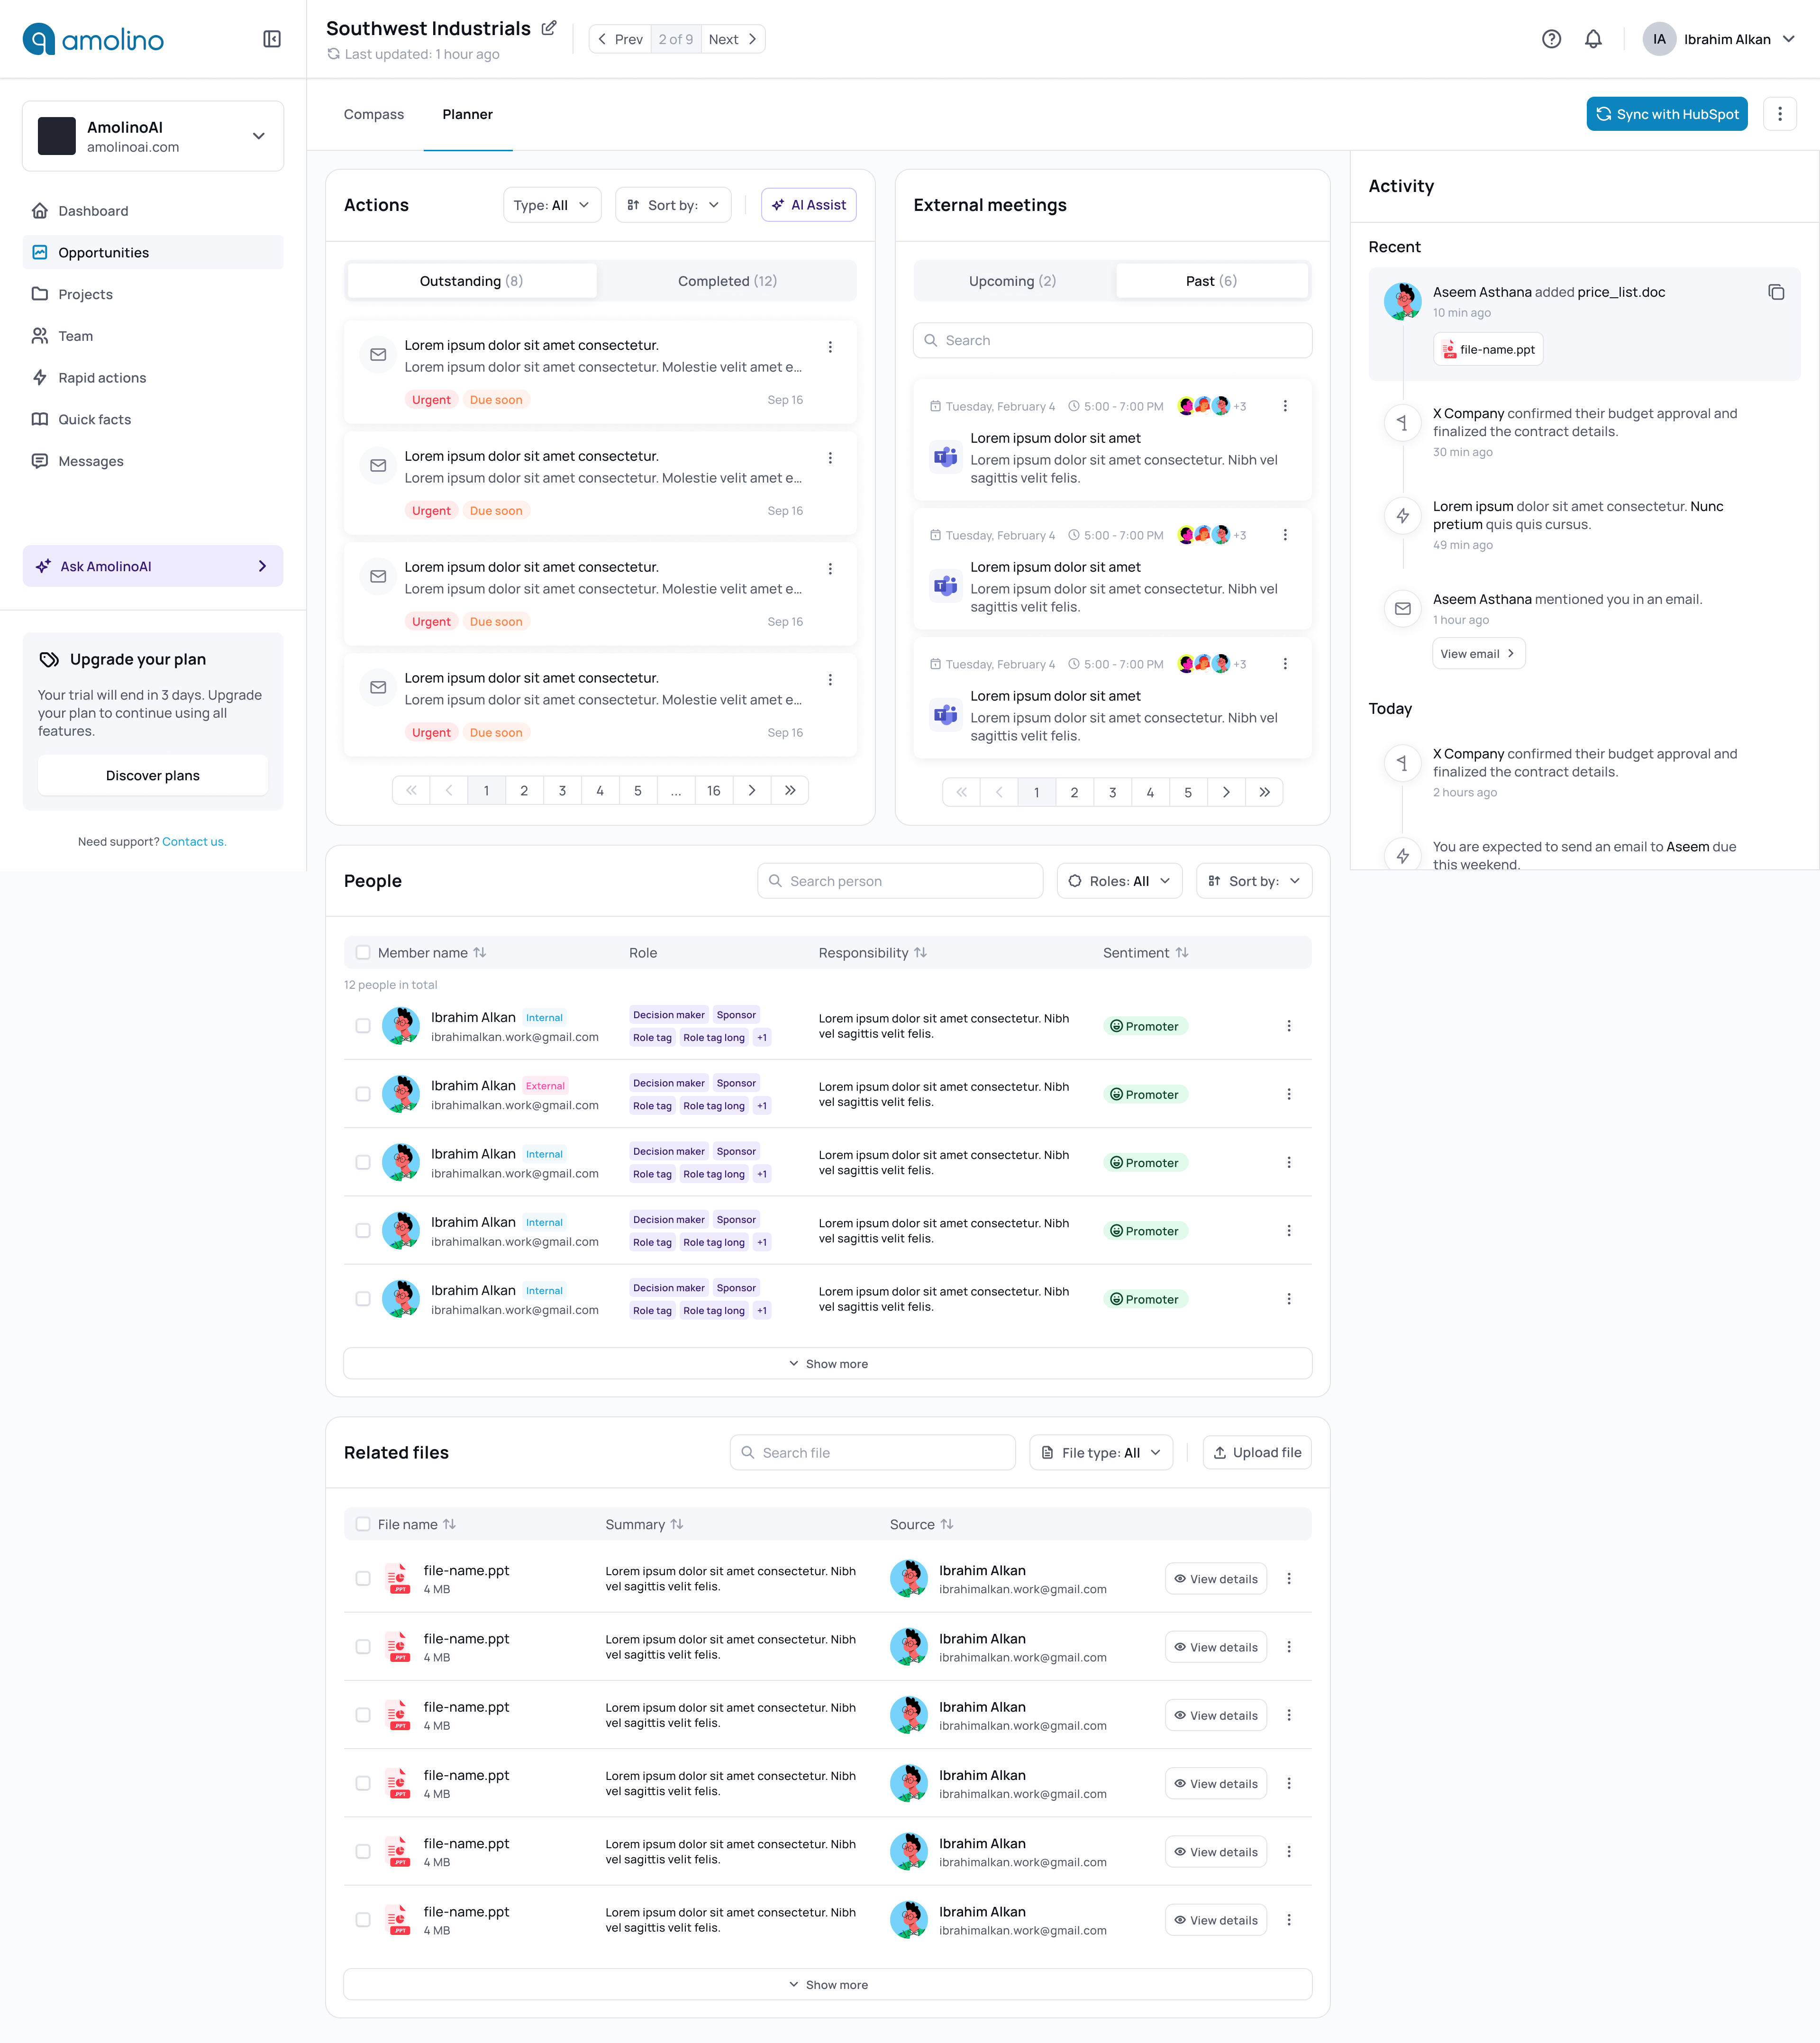 amolino
Southwest Industrials
Last updated: 1 hour ago
Prev
2 of 9
Next
IA
Ibrahim Alkan
AmolinoAI
amolinoai.com
Dashboard
Opportunities
Projects
Team
Rapid actions
Quick facts
Messages
Ask AmolinoAI
Upgrade your plan
Your trial will end in 3 days. Upgrade
your plan to continue using all
features.
Discover plans
Need support? Contact us.
Compass
Planner
Sync with HubSpot
Actions
Type: All
Sort by:
AI Assist
Outstanding (8)
Completed (12)
Lorem ipsum dolor sit amet consectetur.
Lorem ipsum dolor sit amet consectetur. Molestie velit amet e...
Urgent
Due soon
Sep 16
Lorem ipsum dolor sit amet consectetur.
Lorem ipsum dolor sit amet consectetur. Molestie velit amet e...
Urgent
Due soon
Sep 16
Lorem ipsum dolor sit amet consectetur.
Lorem ipsum dolor sit amet consectetur. Molestie velit amet e...
Urgent
Due soon
Sep 16
Lorem ipsum dolor sit amet consectetur.
Lorem ipsum dolor sit amet consectetur. Molestie velit amet e...
Urgent
Due soon
Sep 16
1 2 3 4 5 ... 16
External meetings
Upcoming (2)
Past (6)
Search
Tuesday, February 4 5:00 - 7:00 PM +3
Lorem ipsum dolor sit amet
Lorem ipsum dolor sit amet consectetur. Nibh vel
sagittis velit felis.
Tuesday, February 4 5:00 - 7:00 PM +3
Lorem ipsum dolor sit amet
Lorem ipsum dolor sit amet consectetur. Nibh vel
sagittis velit felis.
Tuesday, February 4 5:00 - 7:00 PM +3
Lorem ipsum dolor sit amet
Lorem ipsum dolor sit amet consectetur. Nibh vel
sagittis velit felis.
1 2 3 4 5
Activity
Recent
Aseem Asthana added price_list.doc
10 min ago
file-name.ppt
X Company confirmed their budget approval and
finalized the contract details.
30 min ago
Lorem ipsum dolor sit amet consectetur. Nunc
pretium quis quis cursus.
49 min ago
Aseem Asthana mentioned you in an email.
1 hour ago
View email
Today
X Company confirmed their budget approval and
finalized the contract details.
2 hours ago
You are expected to send an email to Aseem due
this weekend.
People
Search person
Roles: All
Sort by:
Member name
Role
Responsibility
Sentiment
12 people in total
Ibrahim Alkan Internal
ibrahimalkan.work@gmail.com
Decision maker Sponsor
Role tag Role tag long +1
Lorem ipsum dolor sit amet consectetur. Nibh
vel sagittis velit felis.
Promoter
Ibrahim Alkan External
ibrahimalkan.work@gmail.com
Decision maker Sponsor
Role tag Role tag long +1
Lorem ipsum dolor sit amet consectetur. Nibh
vel sagittis velit felis.
Promoter
Ibrahim Alkan Internal
ibrahimalkan.work@gmail.com
Decision maker Sponsor
Role tag Role tag long +1
Lorem ipsum dolor sit amet consectetur. Nibh
vel sagittis velit felis.
Promoter
Ibrahim Alkan Internal
ibrahimalkan.work@gmail.com
Decision maker Sponsor
Role tag Role tag long +1
Lorem ipsum dolor sit amet consectetur. Nibh
vel sagittis velit felis.
Promoter
Ibrahim Alkan Internal
ibrahimalkan.work@gmail.com
Decision maker Sponsor
Role tag Role tag long +1
Lorem ipsum dolor sit amet consectetur. Nibh
vel sagittis velit felis.
Promoter
Show more
Related files
Search file
File type: All
Upload file
File name
Summary
Source
file-name.ppt
4 MB
Lorem ipsum dolor sit amet consectetur. Nibh
vel sagittis velit felis.
Ibrahim Alkan
ibrahimalkan.work@gmail.com
View details
file-name.ppt
4 MB
Lorem ipsum dolor sit amet consectetur. Nibh
vel sagittis velit felis.
Ibrahim Alkan
ibrahimalkan.work@gmail.com
View details
file-name.ppt
4 MB
Lorem ipsum dolor sit amet consectetur. Nibh
vel sagittis velit felis.
Ibrahim Alkan
ibrahimalkan.work@gmail.com
View details
file-name.ppt
4 MB
Lorem ipsum dolor sit amet consectetur. Nibh
vel sagittis velit felis.
Ibrahim Alkan
ibrahimalkan.work@gmail.com
View details
file-name.ppt
4 MB
Lorem ipsum dolor sit amet consectetur. Nibh
vel sagittis velit felis.
Ibrahim Alkan
ibrahimalkan.work@gmail.com
View details
file-name.ppt
4 MB
Lorem ipsum dolor sit amet consectetur. Nibh
vel sagittis velit felis.
Ibrahim Alkan
ibrahimalkan.work@gmail.com
View details
Show more